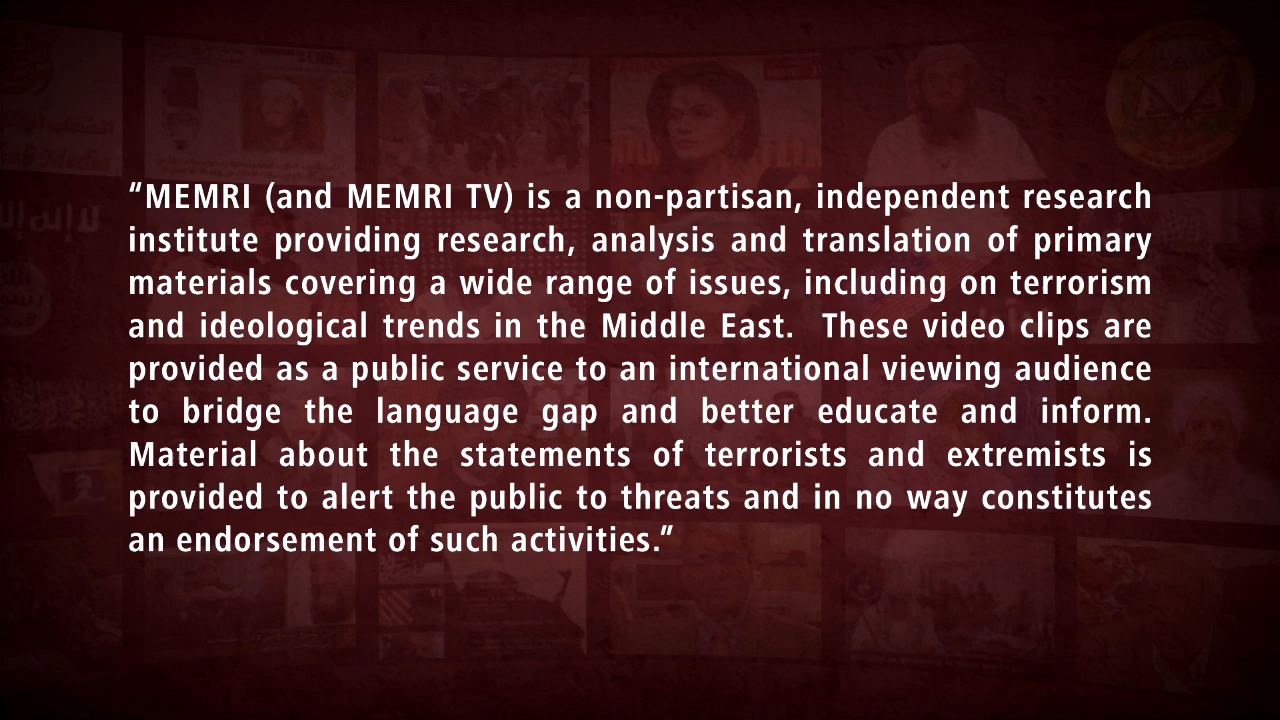 “MEMRI (and MEMRI TV) is a non-partisan, independent research
institute providing research, analysis and translation of primary
materials covering a wide range of issues, including on terrorism
and ideological trends in the Middle East.  These video clips are
provided as a public service to an international viewing audience
to bridge the language gap and better educate and inform.
Material about the statements of terrorists and extremists is
provided to alert the public to threats and in no way constitutes
an endorsement of such activities.”